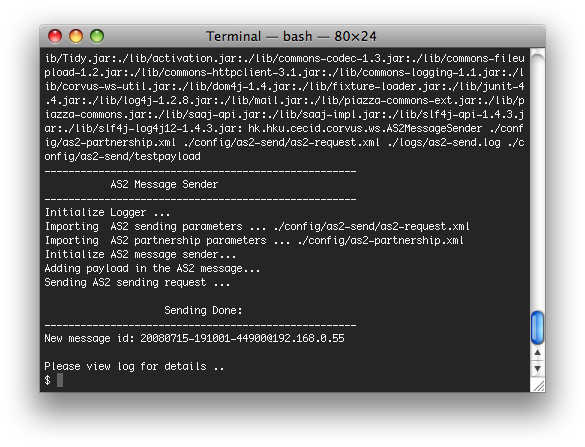 Terminal — bash — 80×24
ib/Tidy.jar:./lib/activation.jar:./lib/commons-codec-1.3.jar:./lib/commons-fileu
pload-1.2.jar:./lib/commons-httpclient-3.1.jar:./lib/commons-logging-1.1.jar:./l
ib/corvus-ws-util.jar:./lib/dom4j-1.4.jar:./lib/fixture-loader.jar:./lib/junit-4
.4.jar:./lib/log4j-1.2.8.jar:./lib/mail.jar:./lib/piazza-commons-ext.jar:./lib/p
iazza-commons.jar:./lib/saaj-api.jar:./lib/saaj-impl.jar:./lib/slf4j-api-1.4.3.j
ar:./lib/slf4j-log4j12-1.4.3.jar: hk.hku.cecid.corvus.ws.AS2MessageSender ./conf
ig/as2-partnership.xml ./config/as2-send/as2-request.xml ./logs/as2-send.log ./c
onfig/as2-send/testpayload
----------------------------------------------------
AS2 Message Sender
----------------------------------------------------
Initialize Logger ...
Importing  AS2 sending parameters ... ./config/as2-send/as2-request.xml
Importing  AS2 partnership parameters ... ./config/as2-partnership.xml
Initialize AS2 message sender...
Adding payload in the AS2 message...
Sending AS2 sending request ...
Sending Done:
----------------------------------------------------
New message id: 20080715-191001-44900@192.168.0.55
Please view log for details ..
$